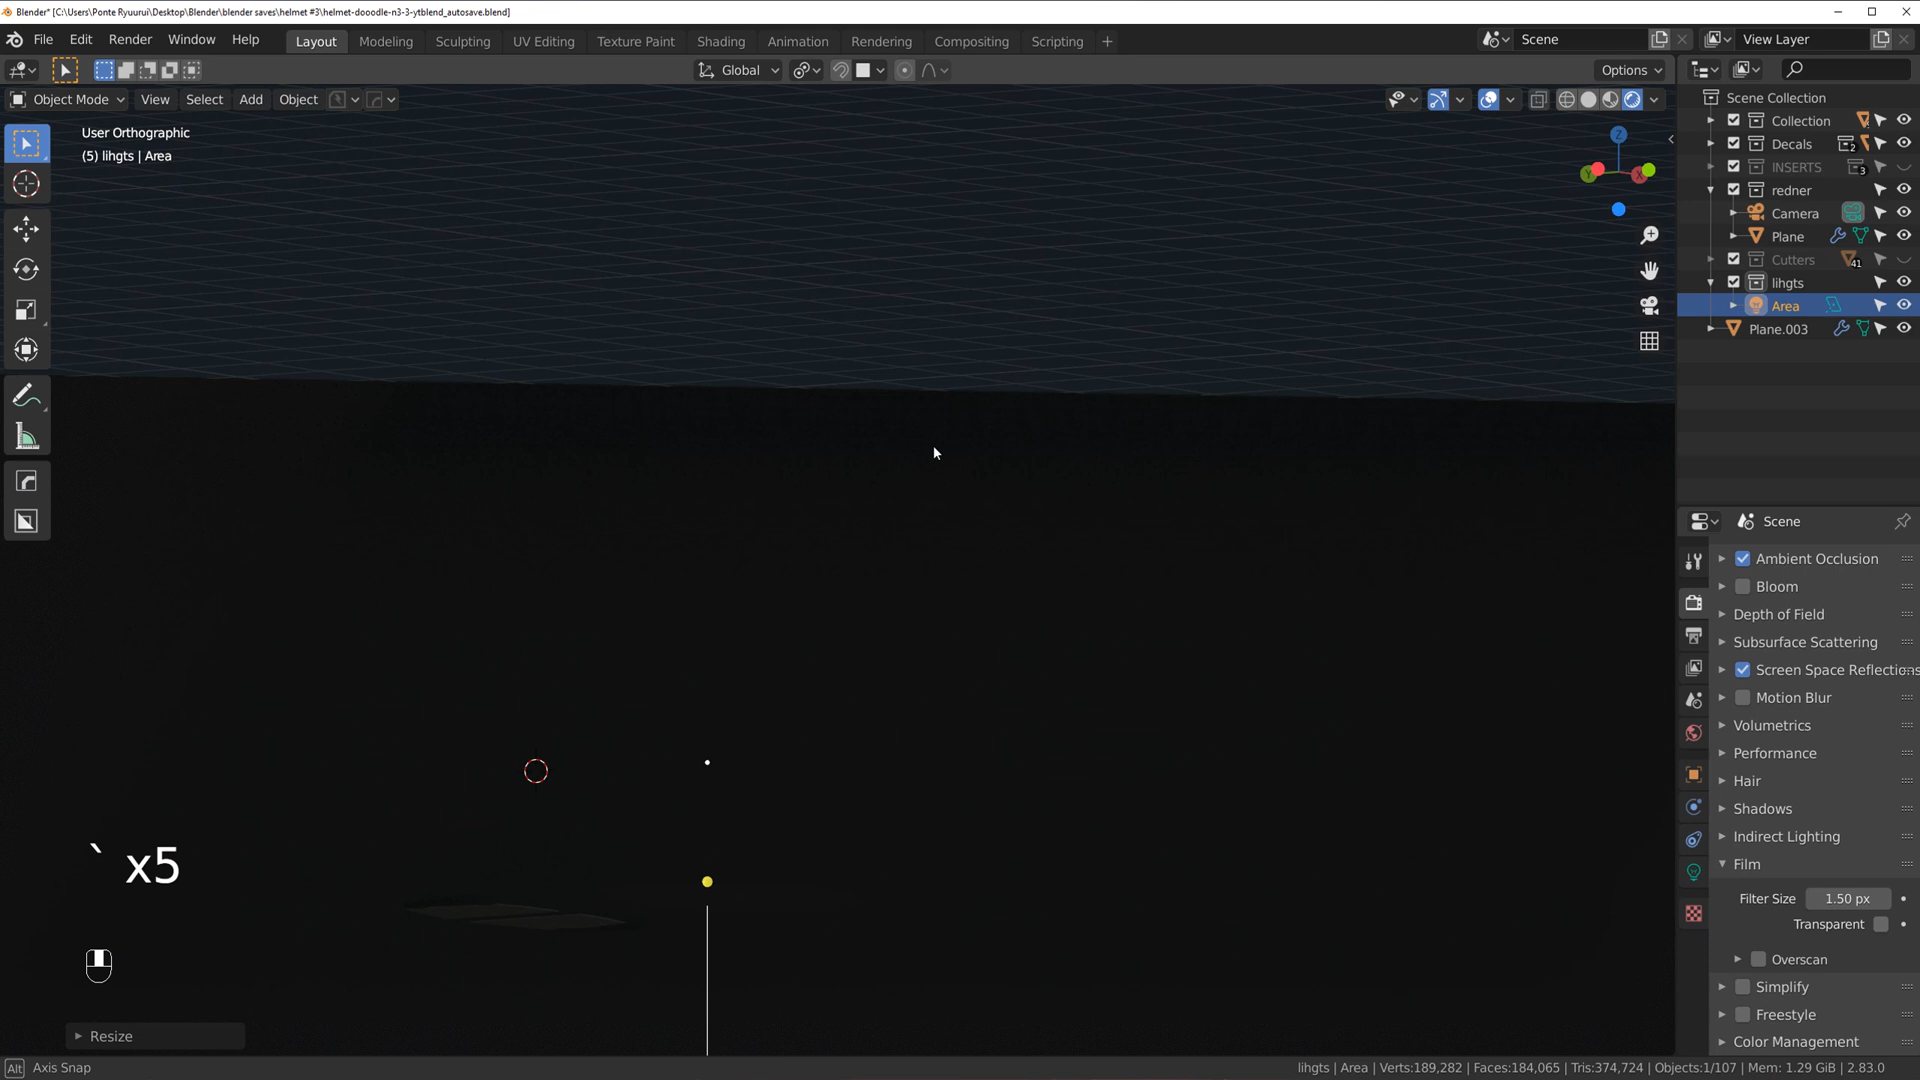 Blender* [C:\Users\Ponte Ryuurui\Desktop\Blender\blender saves\helmet #3\helmet-dooodle-n3-3-ytblend_autosave.blend]
File Edit Render Window Help Layout Modeling Sculpting UV Editing Texture Paint Shading Animation Rendering Compositing Scripting + Scene View Layer
Global Options
Object Mode View Select Add Object
Scene Collection
User Orthographic
(5) lihgts | Area
Collection
Decals 2
INSERTS 3
redner
Camera
Plane
Cutters 41
lihgts
Area
Plane.003
Z
Y X
Scene
Ambient Occlusion
Bloom
Depth of Field
Subsurface Scattering
Screen Space Reflections
Motion Blur
Volumetrics
Performance
Hair
Shadows
Indirect Lighting
Film
Filter Size 1.50 px
Transparent
Overscan
Simplify
Freestyle
Color Management
` x5
Resize
Alt Axis Snap
lihgts | Area | Verts:189,282 | Faces:184,065 | Tris:374,724 | Objects:1/107 | Mem: 1.29 GiB | 2.83.0